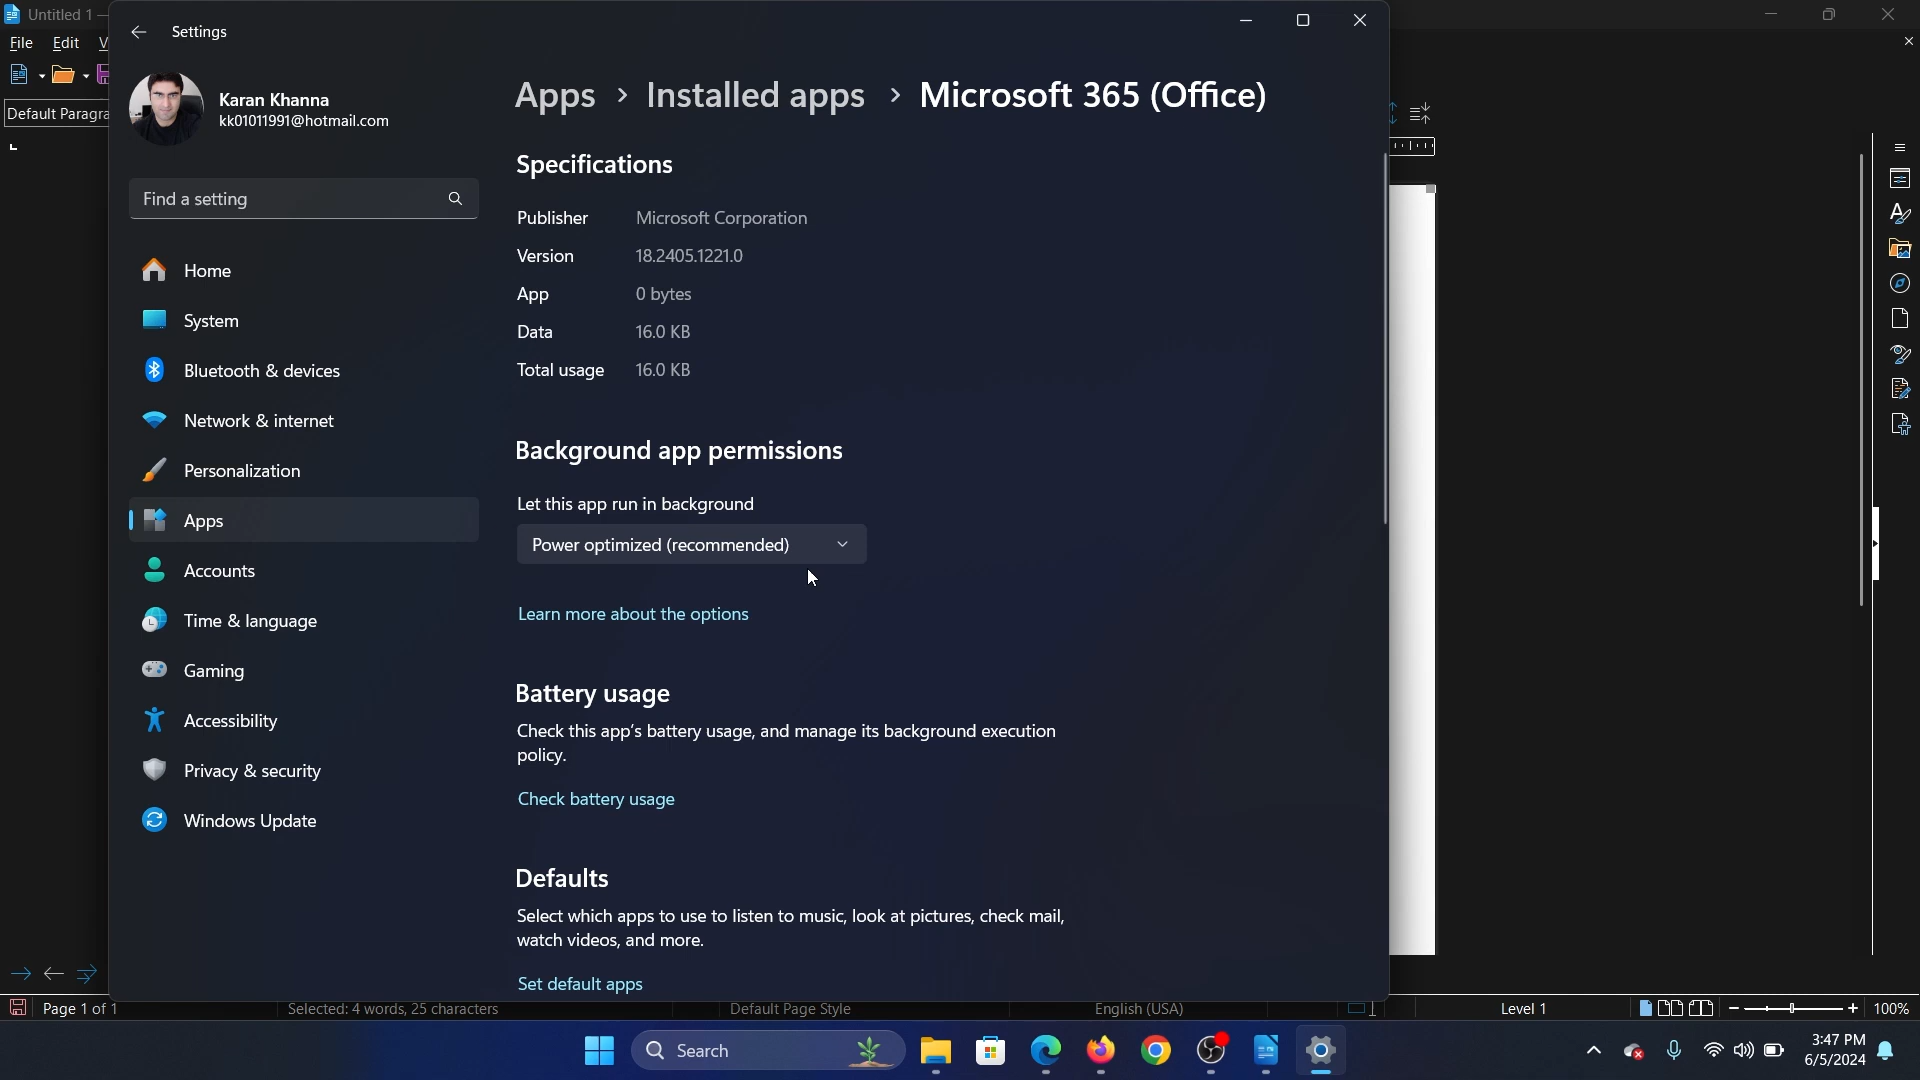 Untitled 1 —
Settings
File Edit V
Karan Khanna
kk01011991@hotmail.com
Default Paragra
Find a setting
Home
System
Bluetooth & devices
Network & internet
Personalization
Apps
Accounts
Time & language
Gaming
Accessibility
Privacy & security
Windows Update
Apps > Installed apps > Microsoft 365 (Office)
Specifications
Publisher Microsoft Corporation
Version 18.2405.1221.0
App 0 bytes
Data 16.0 KB
Total usage 16.0 KB
Background app permissions
Let this app run in background
Power optimized (recommended)
Learn more about the options
Battery usage
Check this app's battery usage, and manage its background execution
policy.
Check battery usage
Defaults
Select which apps to use to listen to music, look at pictures, check mail,
watch videos, and more.
Set default apps
Page 1 of 1 Selected: 4 words, 25 characters Default Page Style English (USA) Level 1 100%
Search
3:47 PM
6/5/2024